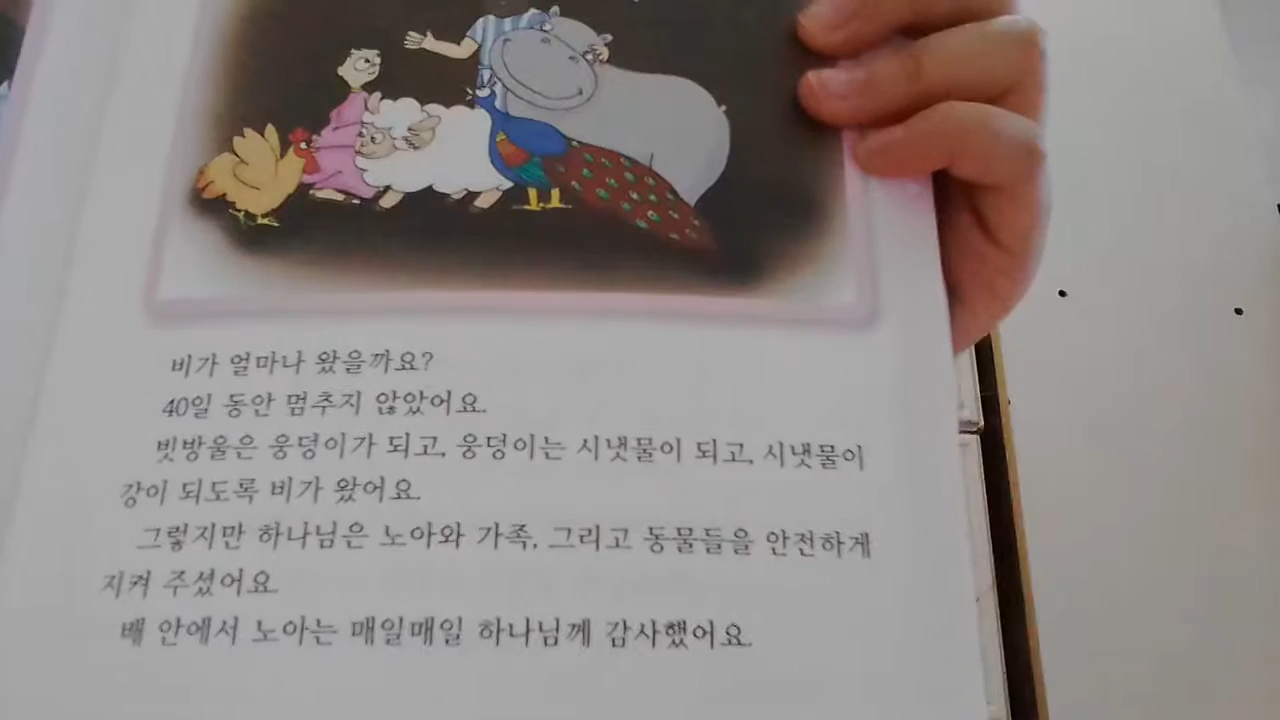 비가 얼마나 왔을까요?
40일 동안 멈추지 않았어요.
빗방울은 웅덩이가 되고, 웅덩이는 시냇물이 되고, 시냇물이
강이 되도록 비가 왔어요.
그렇지만 하나님은 노아와 가족, 그리고 동물들을 안전하게
지켜 주셨어요.
배 안에서 노아는 매일매일 하나님께 감사했어요.